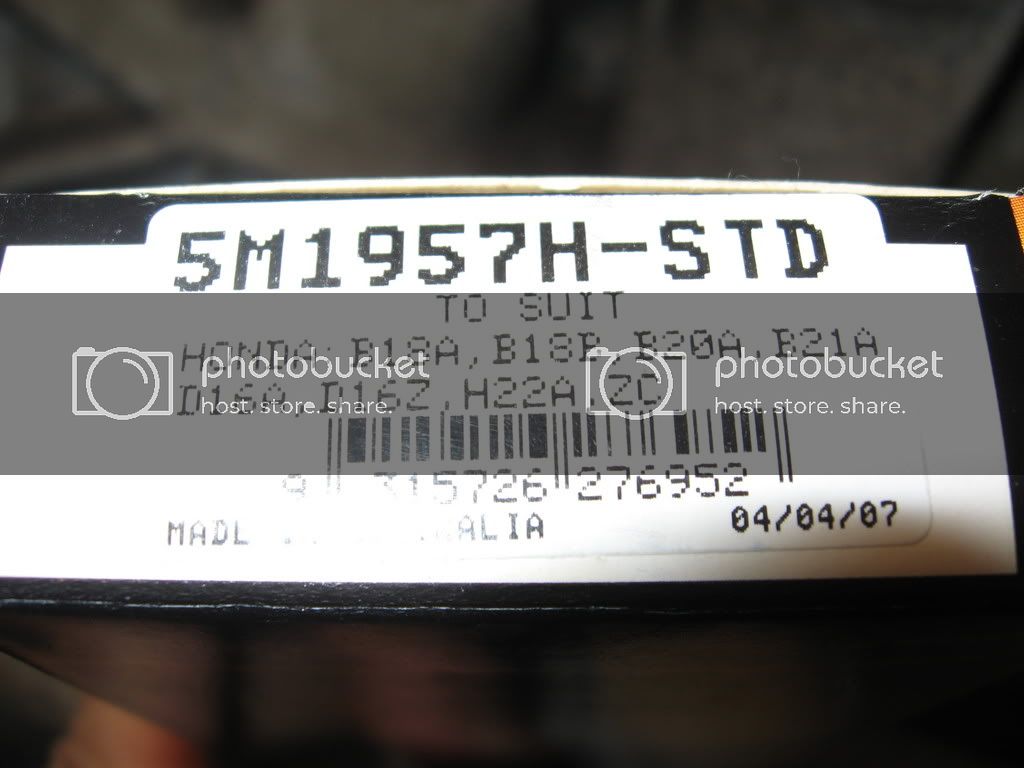 5M1957H-STD
TO SUIT
HONDA: B18A, B18B, B20A, B21A
D16A, D16Z, H22A, ZC
9 315726 276952
04/04/07
photobucket
host. store. share.
photobucket
host. store. share.